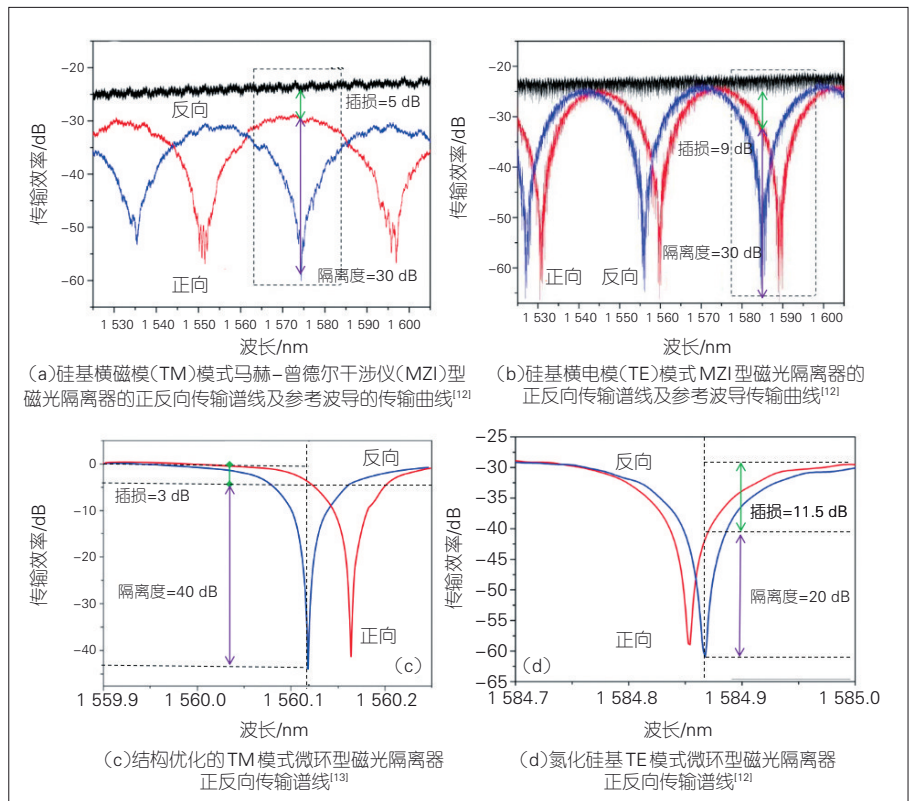 传输效率/dB
-20
-30
-40
-50
-60
反向
插损=5 dB
隔离度=30 dB
正向
1 530 1 540 1 550 1 560 1 570 1 580 1 590 1 600
波长/nm
(a)硅基横磁模(TM)模式马赫-曾德尔干涉仪(MZI)型
磁光隔离器的正反向传输谱线及参考波导的传输曲线[12]
传输效率/dB
-20
-30
-40
-50
-60
插损=9 dB
隔离度=30 dB
正向 反向
1 530 1 540 1 550 1 560 1 570 1 580 1 590 1 600
波长/nm
(b)硅基横电模(TE)模式MZI型磁光隔离器的
正反向传输谱线及参考波导传输曲线[12]
传输效率/dB
0
-10
-20
-30
-40
反向
插损=3 dB
隔离度=40 dB
正向
(c)
1 559.9 1 560.0 1 560.1 1 560.2
波长/nm
(c)结构优化的TM模式微环型磁光隔离器
正反向传输谱线[13]
传输效率/dB
-25
-30
-35
-40
-45
-50
-55
-60
-65
反向
插损=11.5 dB
隔离度=20 dB
正向
(d)
1 584.7 1 584.8 1 584.9 1 585.0
波长/nm
(d)氮化硅基TE模式微环型磁光隔离器
正反向传输谱线[12]